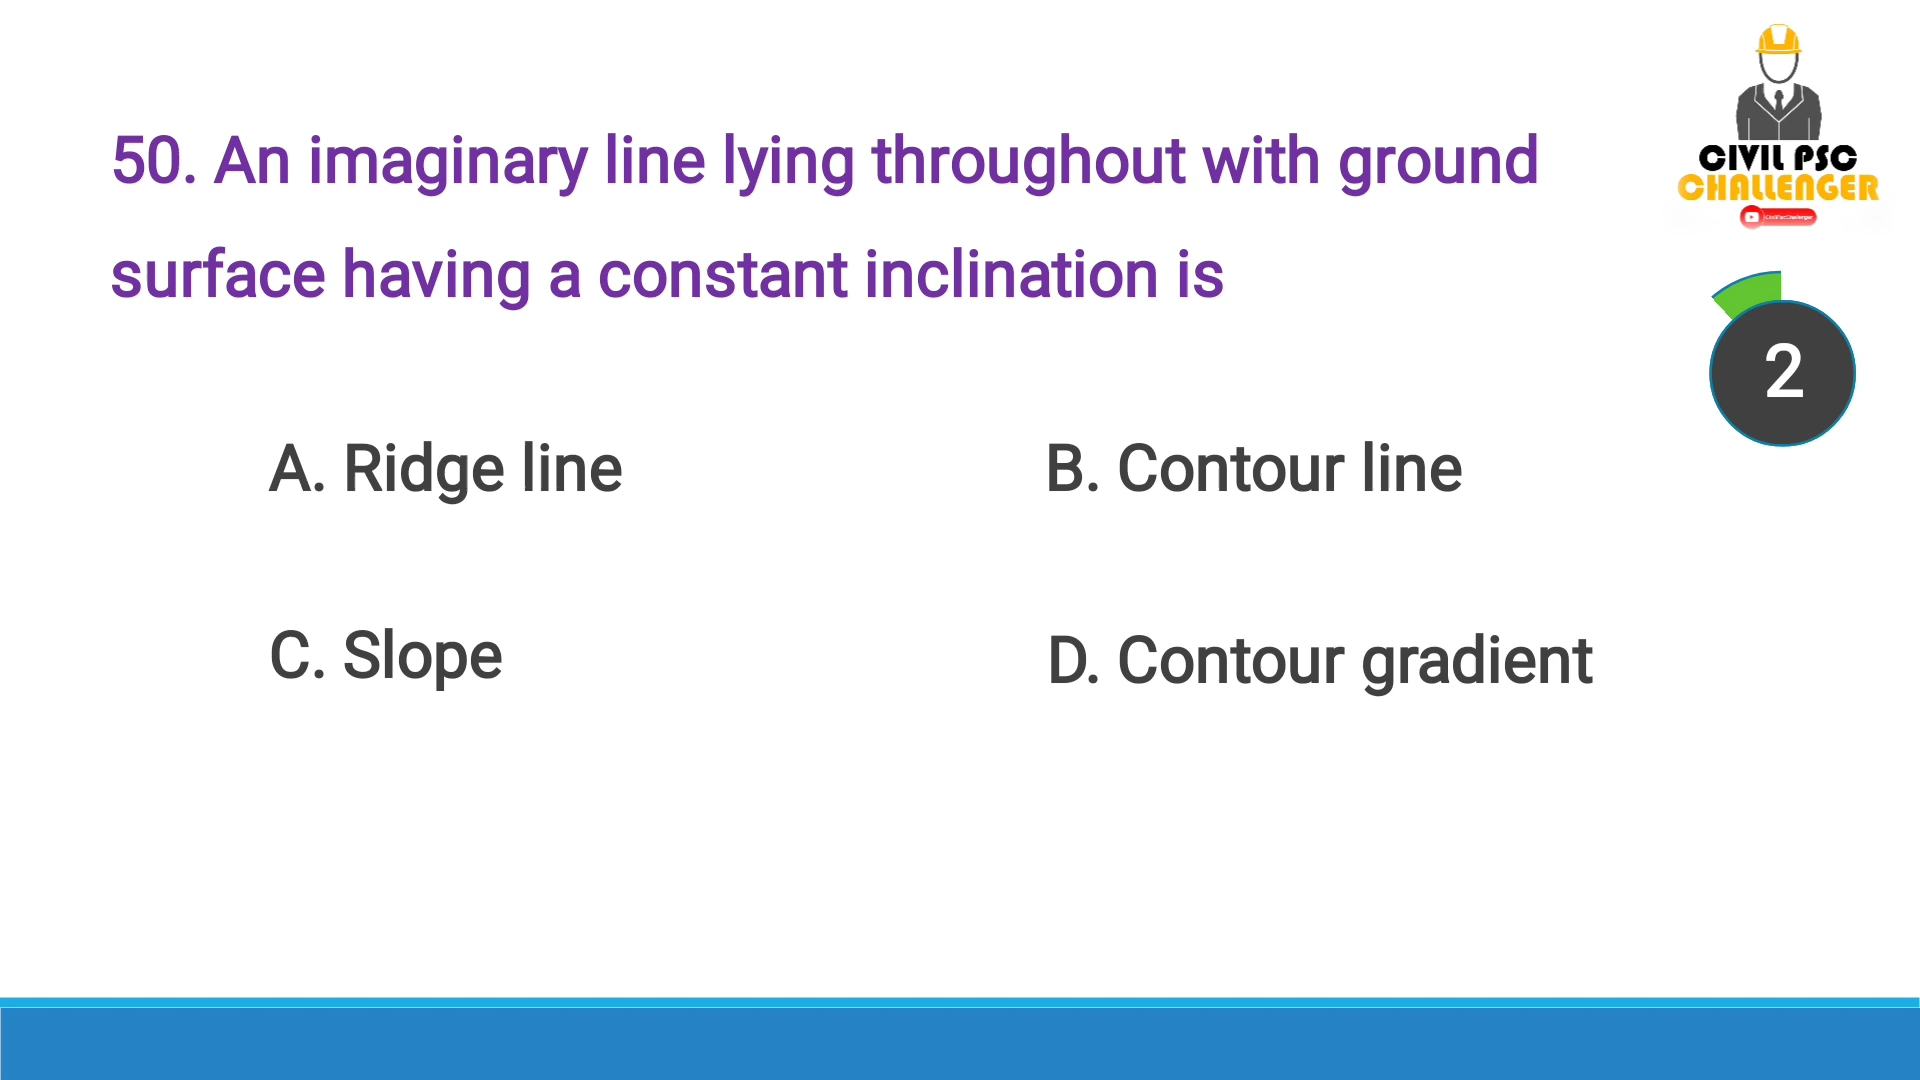 50. An imaginary line lying throughout with ground
surface having a constant inclination is
A. Ridge line
B. Contour line
C. Slope
D. Contour gradient
CIVIL PSC
CHALLENGER
2